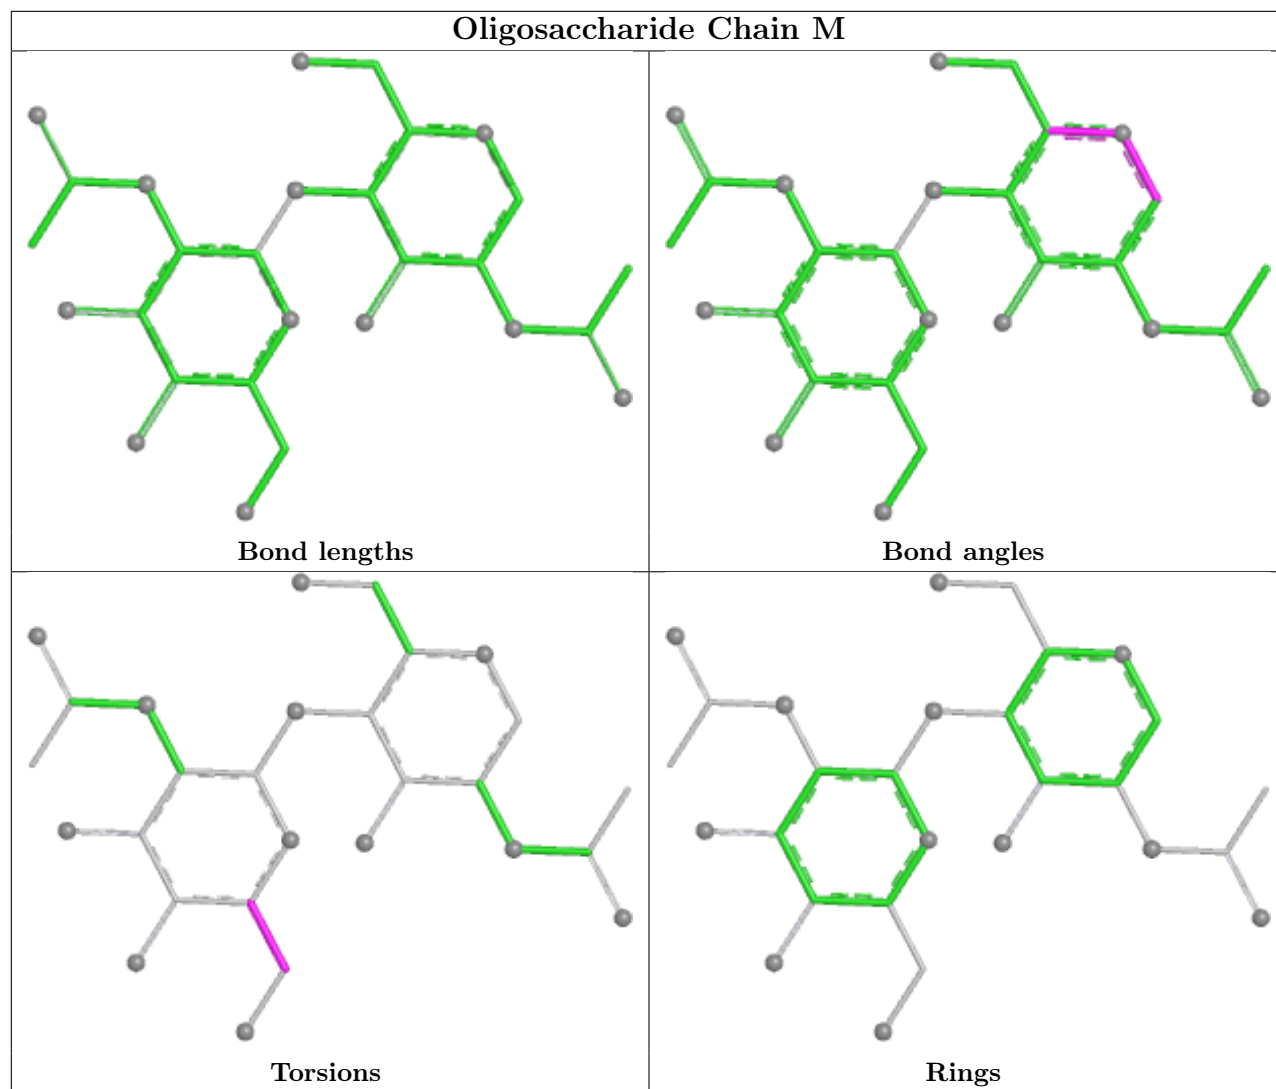 Oligosaccharide Chain M
Bond lengths
Bond angles
Torsions
Rings